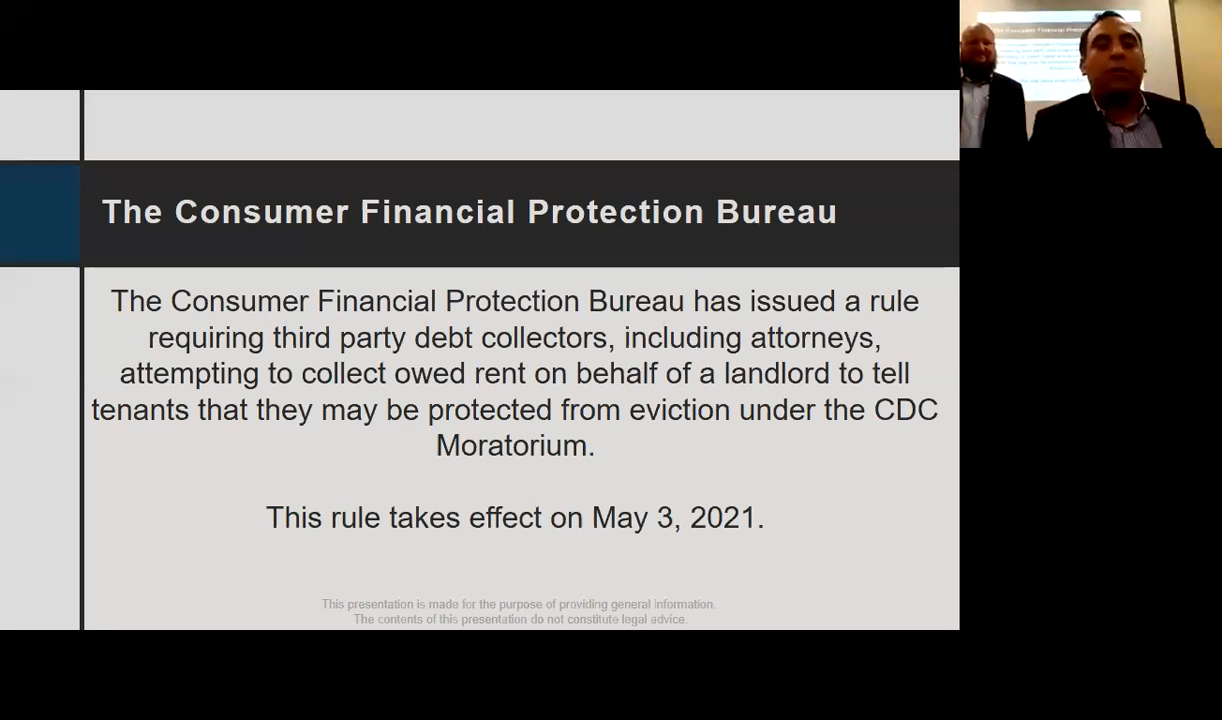 The Consumer Financial Protection Bureau
The Consumer Financial Protection Bureau has issued a rule
requiring third party debt collectors, including attorneys,
attempting to collect owed rent on behalf of a landlord to tell
tenants that they may be protected from eviction under the CDC
Moratorium.
This rule takes effect on May 3, 2021.
This presentation is made for the purpose of providing general information.
The contents of this presentation do not constitute legal advice.